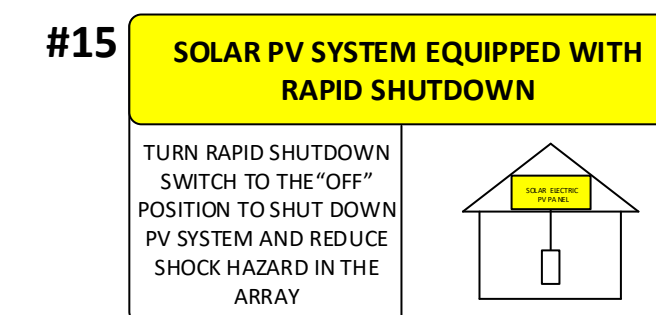 #15
SOLAR PV SYSTEM EQUIPPED WITH
RAPID SHUTDOWN
TURN RAPID SHUTDOWN
SWITCH TO THE “OFF”
POSITION TO SHUT DOWN
PV SYSTEM AND REDUCE
SHOCK HAZARD IN THE
ARRAY
SOLAR ELECTRIC
PV PANEL